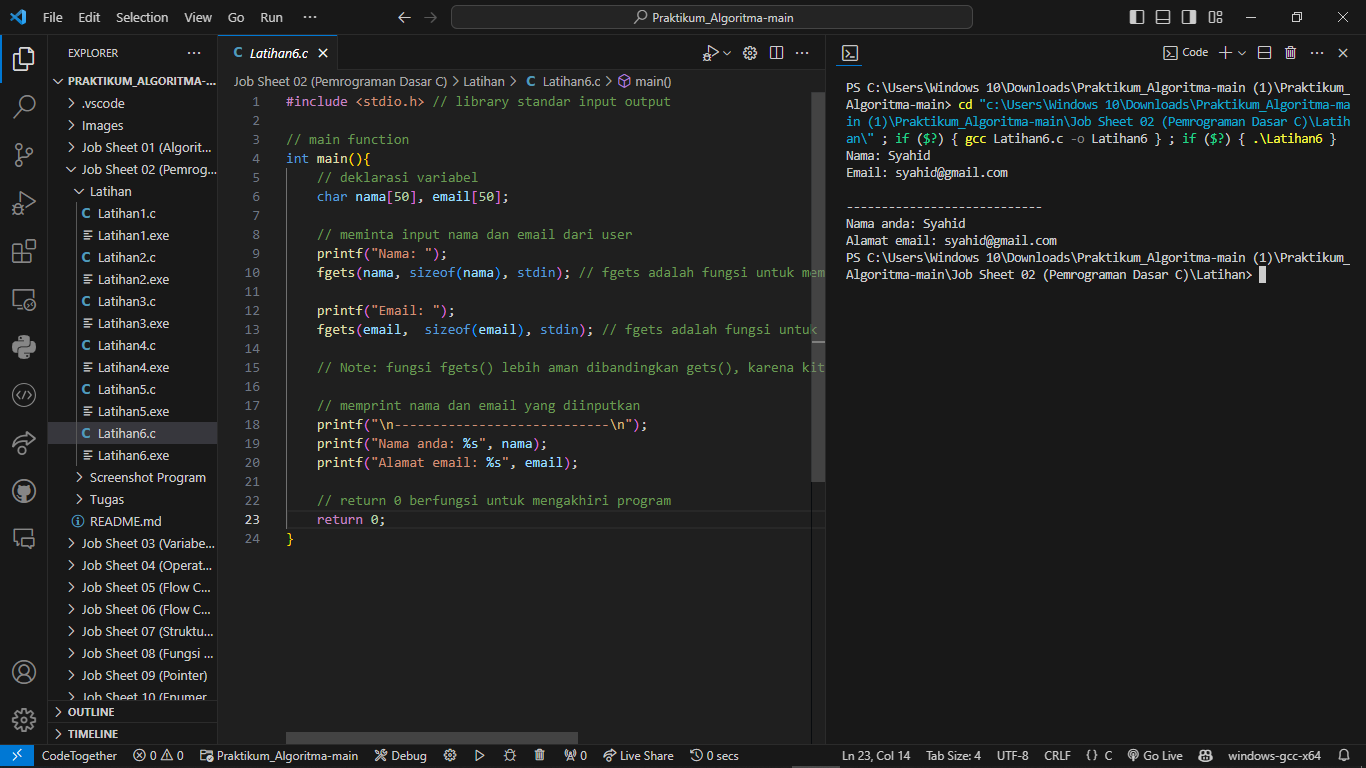 File Edit Selection View Go Run ··· Praktikum_Algoritma-main
EXPLORER ···
PRAKTIKUM_ALGORITMA-...
.vscode
Images
Job Sheet 01 (Algorit...
Job Sheet 02 (Pemrog...
Latihan
C Latihan1.c
Latihan1.exe
C Latihan2.c
Latihan2.exe
C Latihan3.c
Latihan3.exe
C Latihan4.c
Latihan4.exe
C Latihan5.c
Latihan5.exe
C Latihan6.c
Latihan6.exe
Screenshot Program
Tugas
README.md
Job Sheet 03 (Variabe...
Job Sheet 04 (Operat...
Job Sheet 05 (Flow C...
Job Sheet 06 (Flow C...
Job Sheet 07 (Struktu...
Job Sheet 08 (Fungsi ...
Job Sheet 09 (Pointer)
Job Sheet 10 (Enumer
OUTLINE
TIMELINE
C Latihan6.c
Job Sheet 02 (Pemrograman Dasar C) > Latihan > C Latihan6.c > main()
1 #include <stdio.h> // library standar input output
2
3 // main function
4 int main(){
5 // deklarasi variabel
6 char nama[50], email[50];
7
8 // meminta input nama dan email dari user
9 printf("Nama: ");
10 fgets(nama, sizeof(nama), stdin); // fgets adalah fungsi untuk mem
11
12 printf("Email: ");
13 fgets(email,  sizeof(email), stdin); // fgets adalah fungsi untuk
14
15 // Note: fungsi fgets() lebih aman dibandingkan gets(), karena kit
16
17 // memprint nama dan email yang diinputkan
18 printf("\n----------------------------\n");
19 printf("Nama anda: %s", nama);
20 printf("Alamat email: %s", email);
21
22 // return 0 berfungsi untuk mengakhiri program
23 return 0;
24 }
Code
PS C:\Users\Windows 10\Downloads\Praktikum_Algoritma-main (1)\Praktikum_
Algoritma-main> cd "c:\Users\Windows 10\Downloads\Praktikum_Algoritma-ma
in (1)\Praktikum_Algoritma-main\Job Sheet 02 (Pemrograman Dasar C)\Latih
an\" ; if ($?) { gcc Latihan6.c -o Latihan6 } ; if ($?) { .\Latihan6 }
Nama: Syahid
Email: syahid@gmail.com
----------------------------
Nama anda: Syahid
Alamat email: syahid@gmail.com
PS C:\Users\Windows 10\Downloads\Praktikum_Algoritma-main (1)\Praktikum_
Algoritma-main\Job Sheet 02 (Pemrograman Dasar C)\Latihan>
CodeTogether 0 0 Praktikum_Algoritma-main Debug 0 Live Share 0 secs Ln 23, Col 14 Tab Size: 4 UTF-8 CRLF { } C Go Live windows-gcc-x64